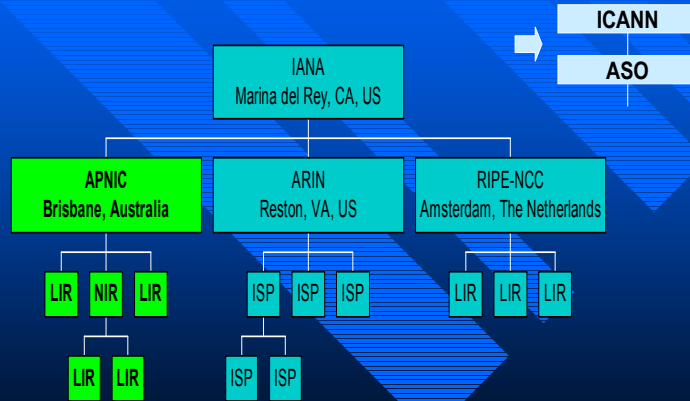 ICANN
ASO
IANA
Marina del Rey, CA, US
APNIC
Brisbane, Australia
ARIN
Reston, VA, US
RIPE-NCC
Amsterdam, The Netherlands
LIR
NIR
LIR
ISP
ISP
ISP
LIR
LIR
LIR
LIR
LIR
ISP
ISP